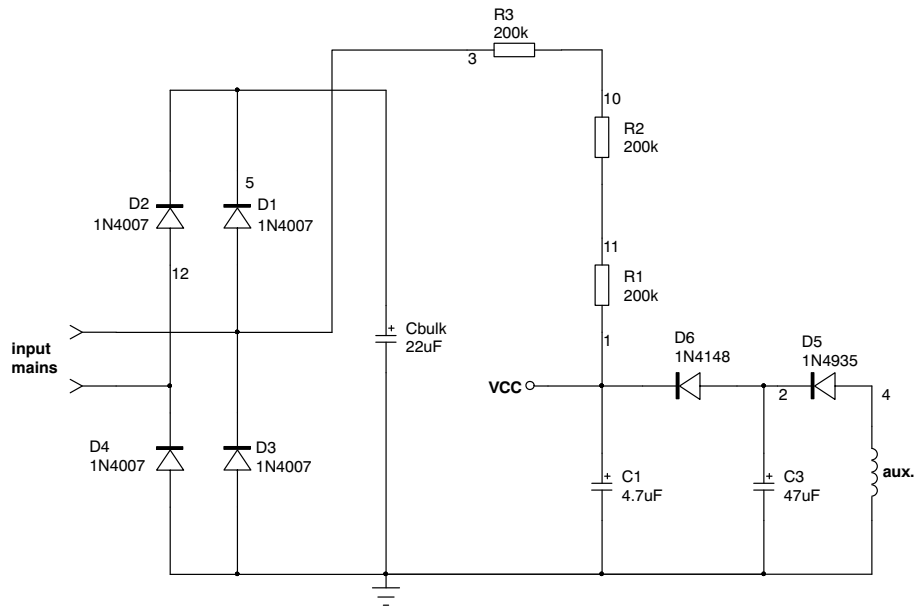 R3
200k
3
10
R2
200k
5
D2
1N4007
D1
1N4007
12
11
R1
200k
input
mains
Cbulk
22uF
+
1
D6
1N4148
D5
1N4935
VCC
2
4
D4
1N4007
D3
1N4007
+
C1
4.7uF
+
C3
47uF
aux.